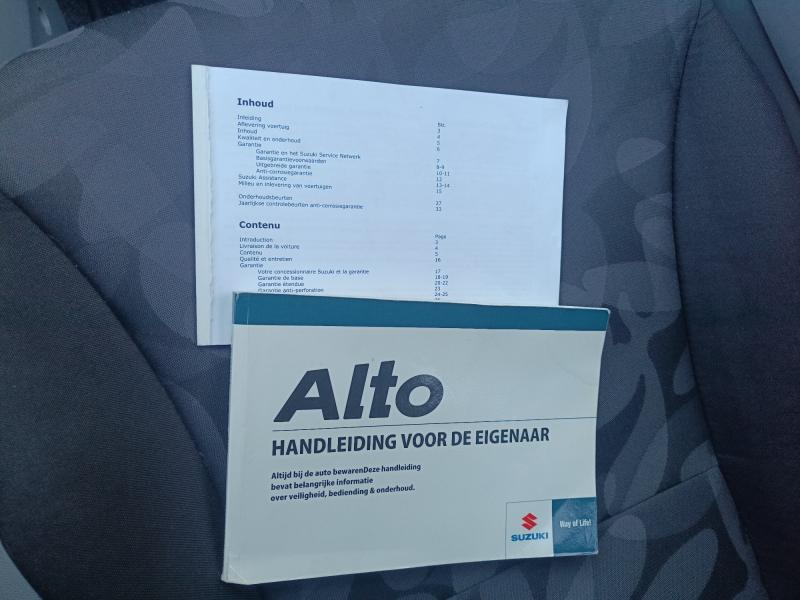 Inhoud
Blz.
Inleiding 3
Aflevering voertuig 4
Inhoud 5
Kwaliteit en onderhoud 6
Garantie
Garantie en het Suzuki Service Netwerk 7
Basisgarantievoorwaarden 8-9
Uitgebreide garantie 10-11
Anti-corrosiegarantie 12
Suzuki Assistance 13-14
Milieu en inlevering van voertuigen 15
Onderhoudsbeurten 27
Jaarlijkse controlebeurten anti-corrosiegarantie 33
Contenu
Page
Introduction 3
Livraison de la voiture 4
Contenu 5
Qualité et entretien 16
Garantie
Votre concessionnaire Suzuki et la garantie 17
Garantie de base 18-19
Garantie étendue 20-22
Garantie anti-perforation 23
24-25
Alto
HANDLEIDING VOOR DE EIGENAAR
Altijd bij de auto bewarenDeze handleiding
bevat belangrijke informatie
over veiligheid, bediending & onderhoud.
SUZUKI
Way of Life!